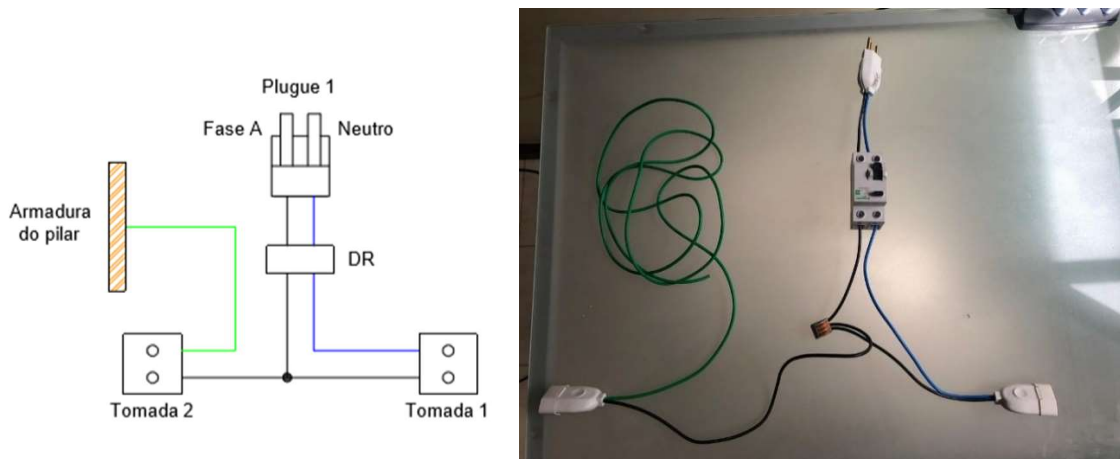 Plugue 1
Fase A
Neutro
Armadura
do pilar
DR
Tomada 2
Tomada 1